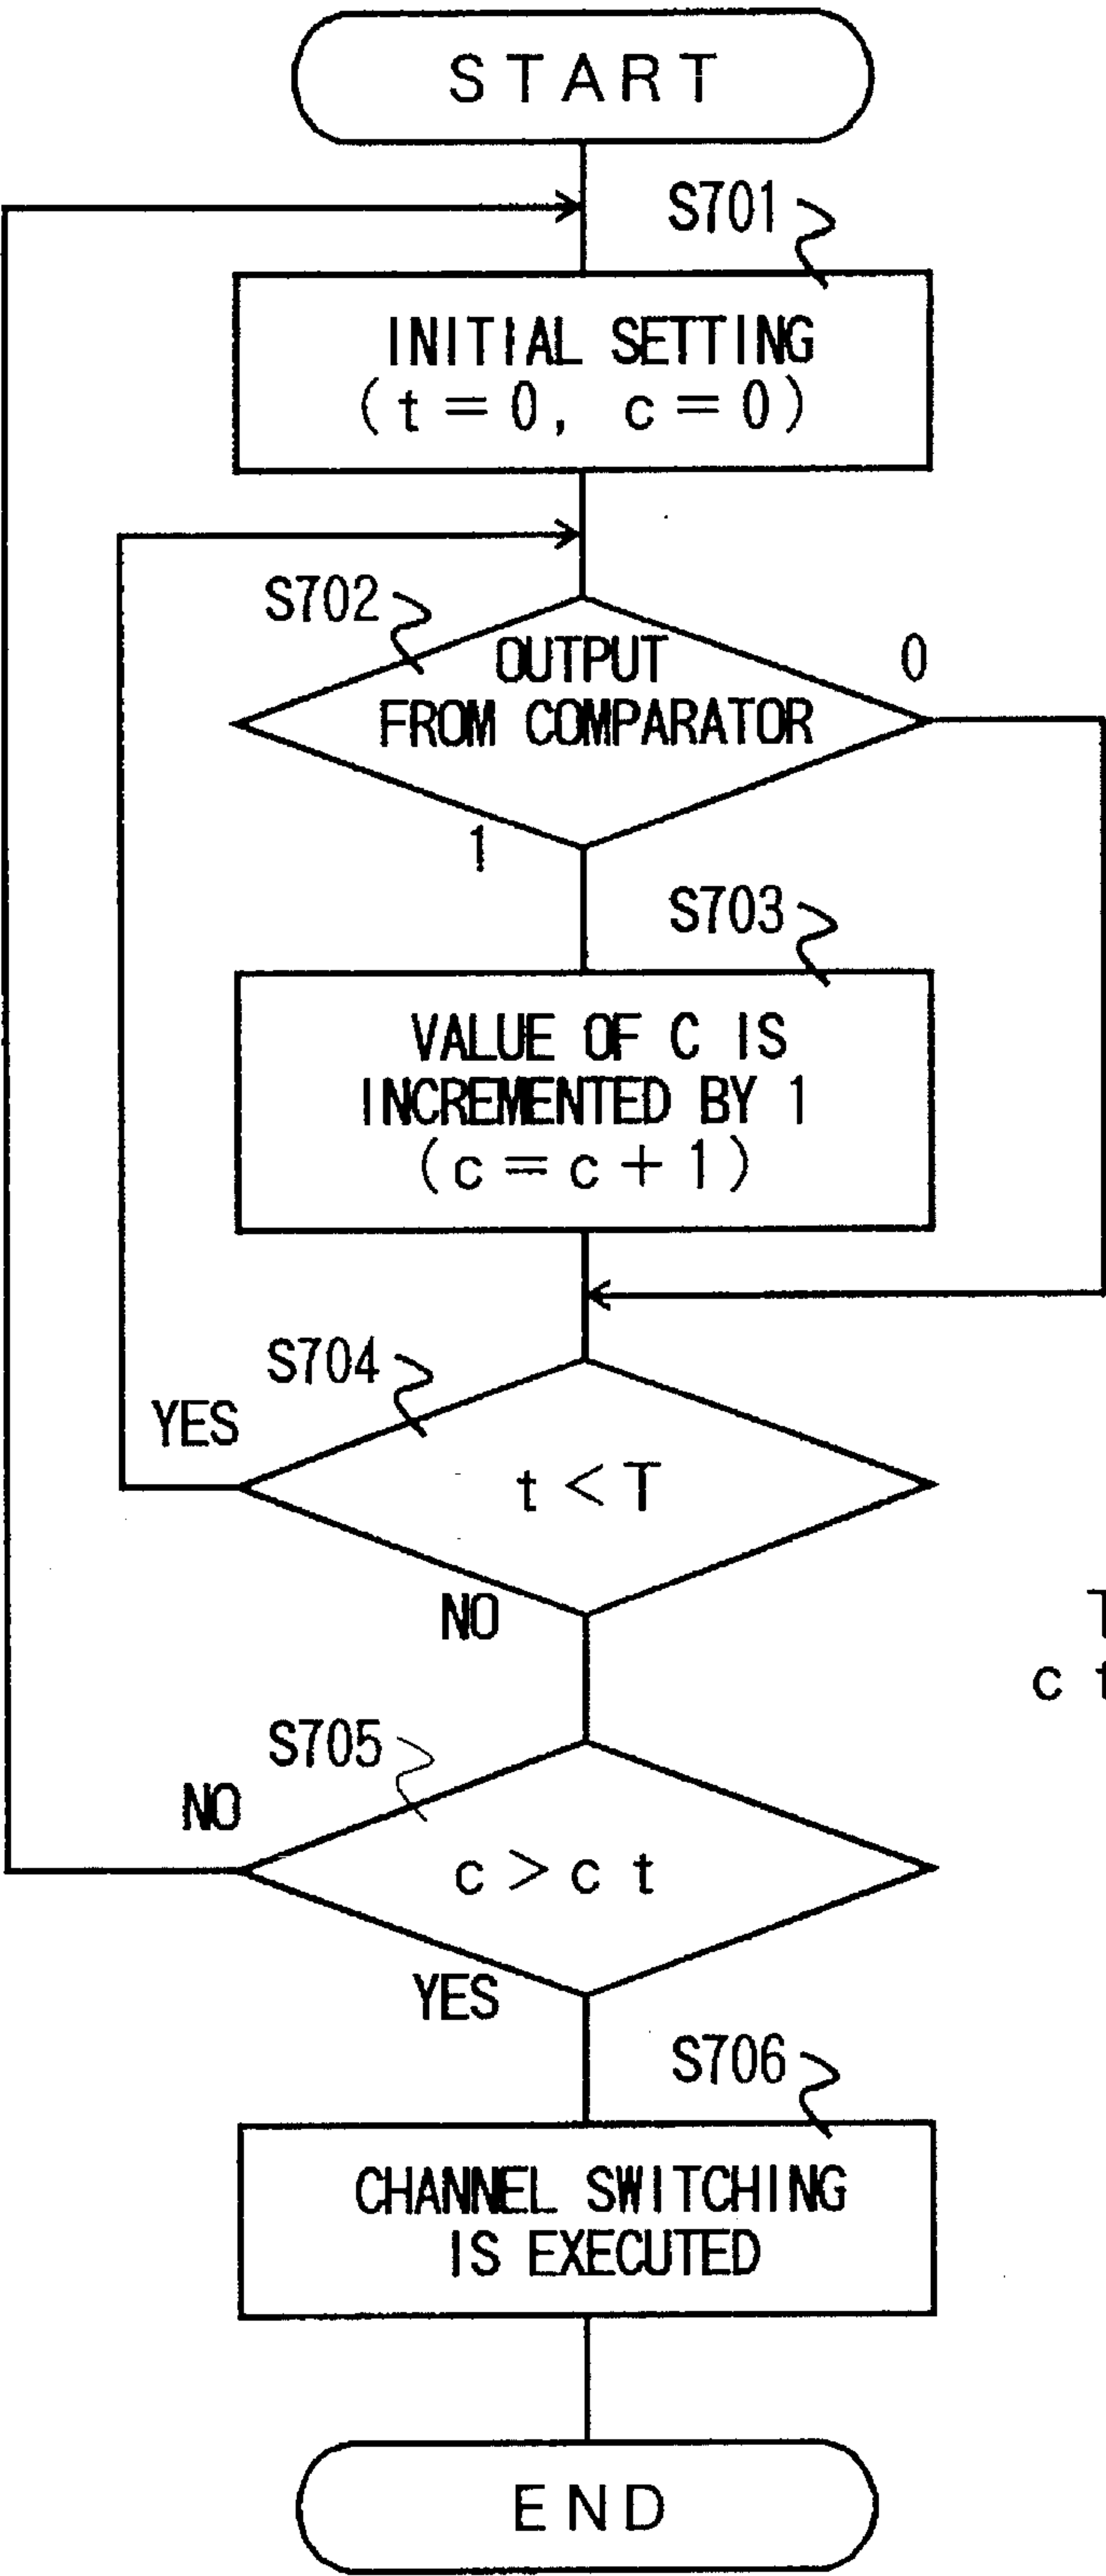 START
S701
INITIAL SETTING
(t=0, c=0)
S702
OUTPUT
FROM COMPARATOR
0
1
S703
VALUE OF C IS
INCREMENTED BY 1
(c=c+1)
S704
YES
t<T
NO
T
c t
S705
NO
c>c t
YES
S706
CHANNEL SWITCHING
IS EXECUTED
END